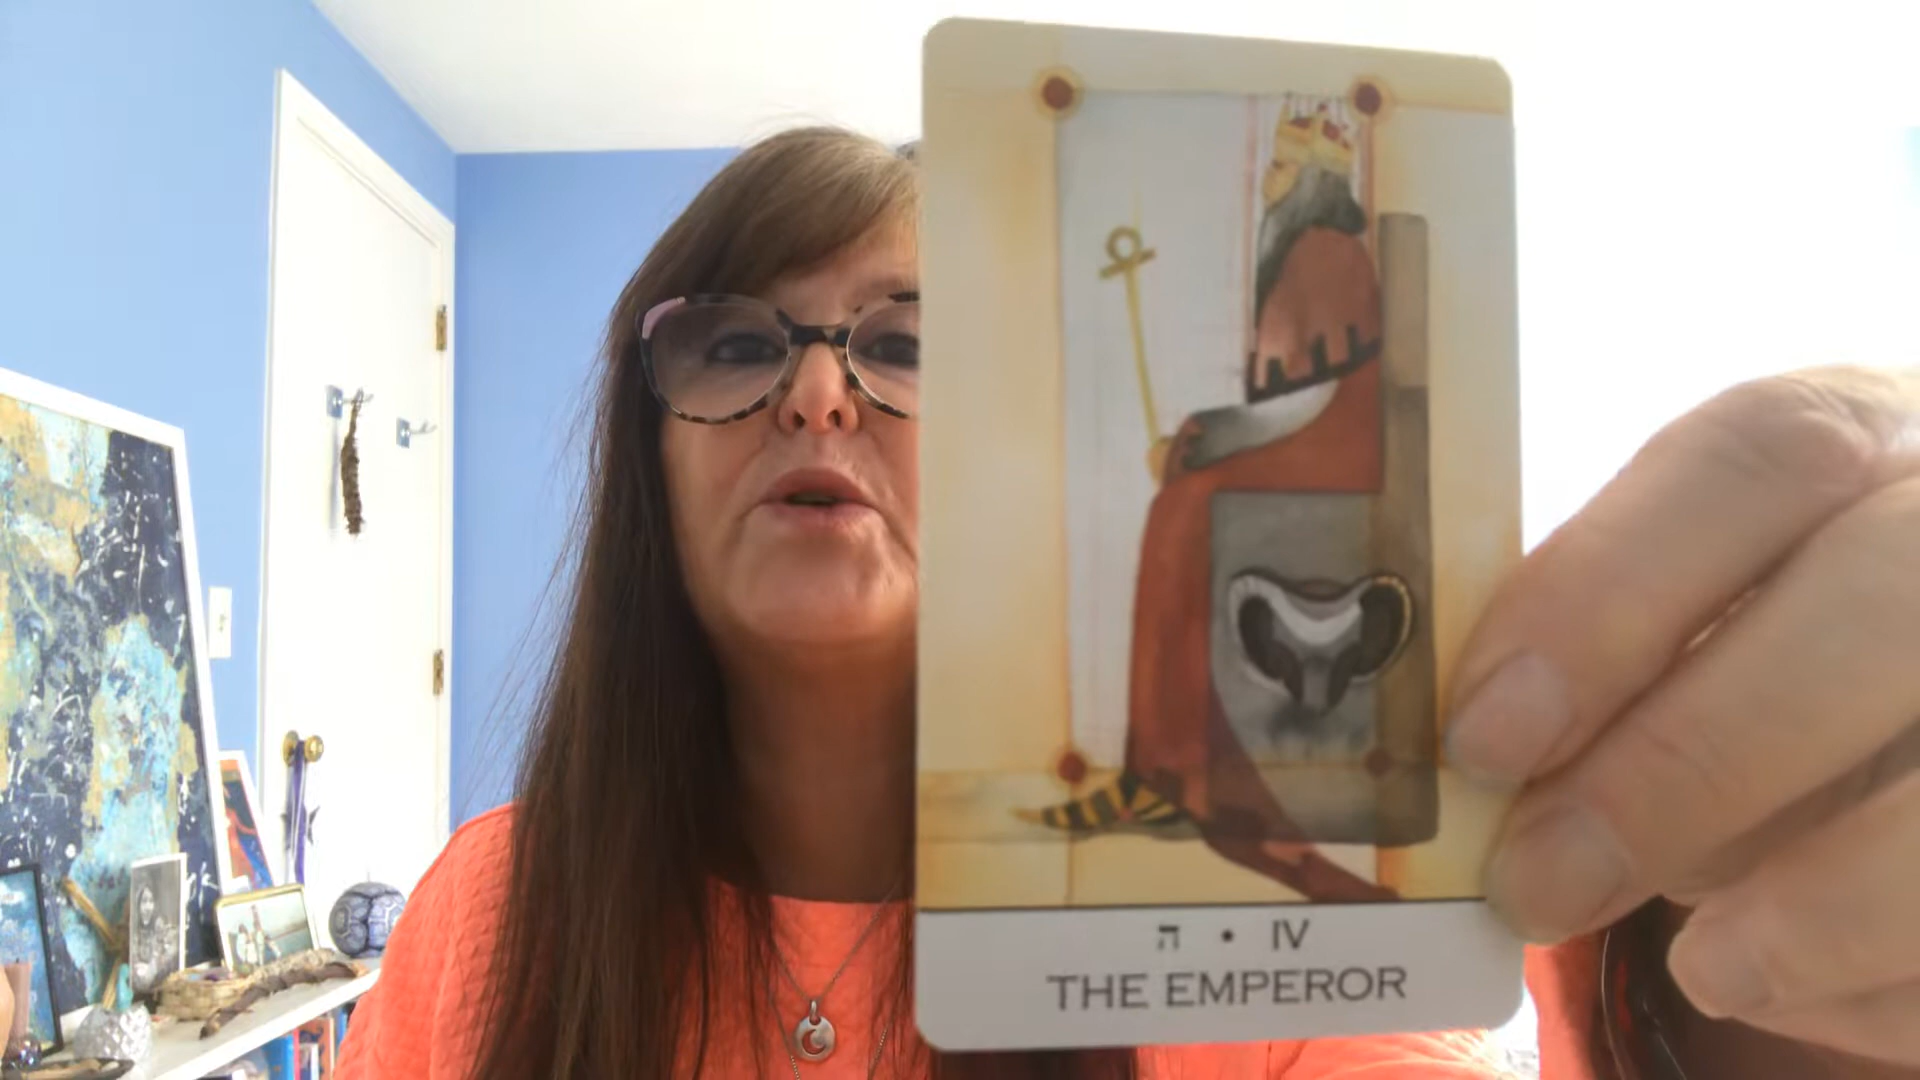 ה • IV
THE EMPEROR